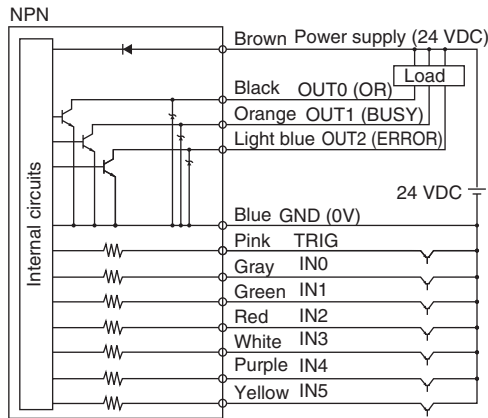 NPN
Brown Power supply (24 VDC)
Load
Black OUT0 (OR)
Orange OUT1 (BUSY)
Light blue OUT2 (ERROR)
24 VDC
Internal circuits
Blue GND (0V)
Pink TRIG
Gray IN0
Green IN1
Red IN2
White IN3
Purple IN4
Yellow IN5